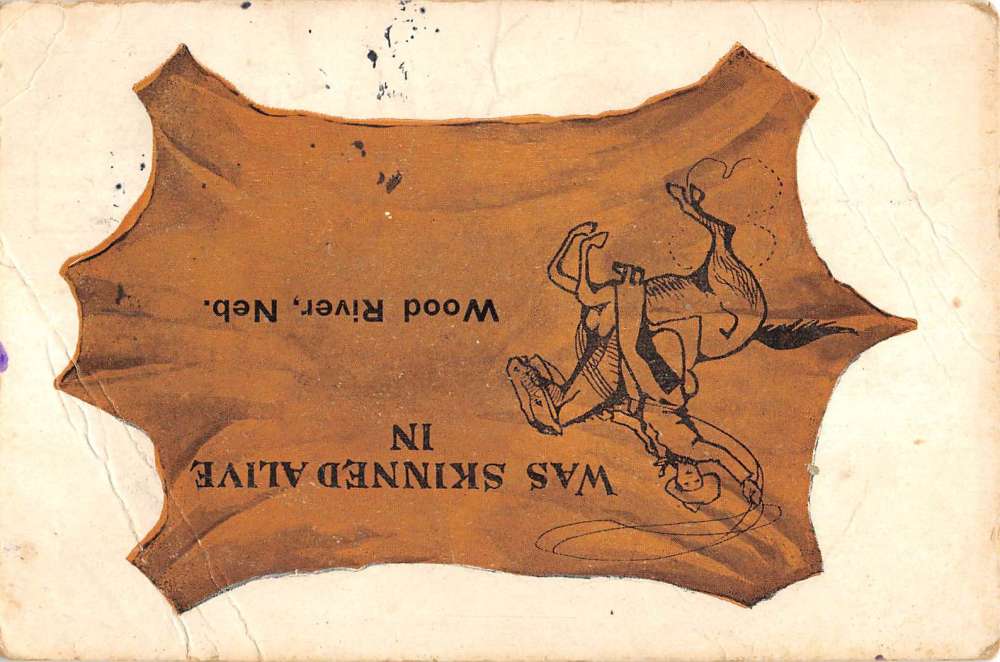 WAS SKINNED ALIVE
IN
Wood River, Neb.